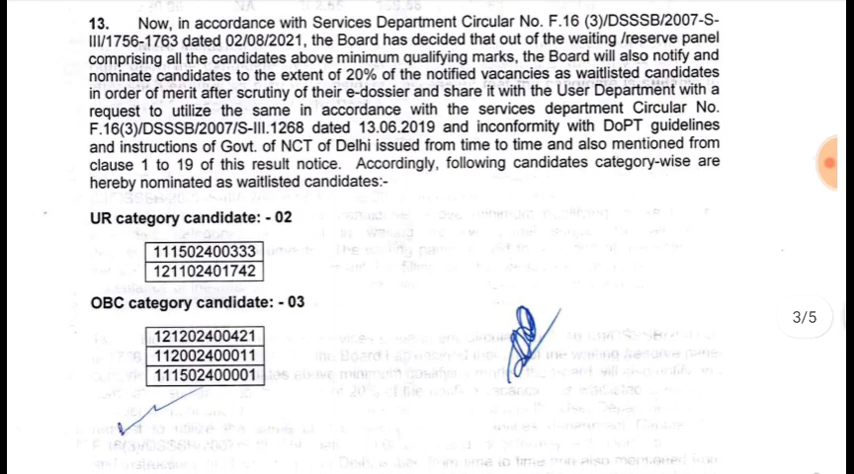 13. Now, in accordance with Services Department Circular No. F.16 (3)/DSSSB/2007-S-
III/1756-1763 dated 02/08/2021, the Board has decided that out of the waiting /reserve panel
comprising all the candidates above minimum qualifying marks, the Board will also notify and
nominate candidates to the extent of 20% of the notified vacancies as waitlisted candidates
in order of merit after scrutiny of their e-dossier and share it with the User Department with a
request to utilize the same in accordance with the services department Circular No.
F.16(3)/DSSSB/2007/S-III.1268 dated 13.06.2019 and inconformity with DoPT guidelines
and instructions of Govt. of NCT of Delhi issued from time to time and also mentioned from
clause 1 to 19 of this result notice. Accordingly, following candidates category-wise are
hereby nominated as waitlisted candidates:-
UR category candidate: - 02
111502400333
121102401742
OBC category candidate: - 03
3/5
121202400421
112002400011
111502400001